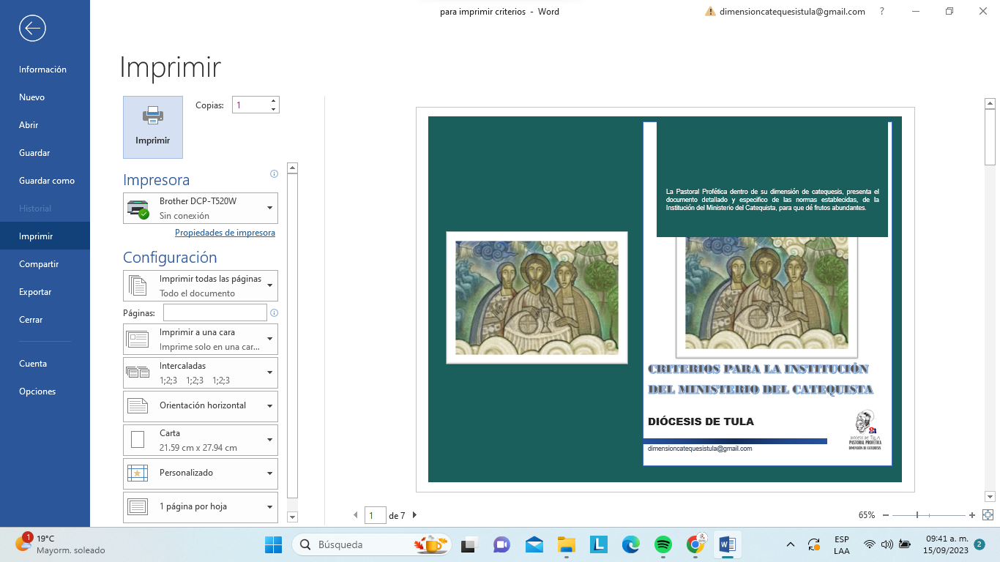 para imprimir criterios - Word
dimensioncatequesistula@gmail.com
?
Información
Nuevo
Abrir
Guardar
Guardar como
Historial
Imprimir
Compartir
Exportar
Cerrar
Cuenta
Opciones
Imprimir
Imprimir
Copias: 1
Impresora
Brother DCP-T520W
Sin conexión
Propiedades de impresora
Configuración
Imprimir todas las páginas
Todo el documento
Páginas:
Imprimir a una cara
Imprime solo en una car...
Intercaladas
1;2;3 1;2;3 1;2;3
Orientación horizontal
Carta
21.59 cm x 27.94 cm
Personalizado
1 página por hoja
La Pastoral Profética dentro de su dimensión de catequesis, presenta el
documento detallado y especifico de las normas establecidas, de la
Institución del Ministerio del Catequista, para que dé frutos abundantes.
CRITERIOS PARA LA INSTITUCIÓN
DEL MINISTERIO DEL CATEQUISTA
DIÓCESIS DE TULA
dimensioncatequesistula@gmail.com
DIÓCESIS DE TULA
PASTORAL PROFÉTICA
DIMENSIÓN DE CATEQUESIS
1 de 7
65%
1
19°C
Mayorm. soleado
Búsqueda
L
ESP
LAA
09:41 a. m.
15/09/2023
2